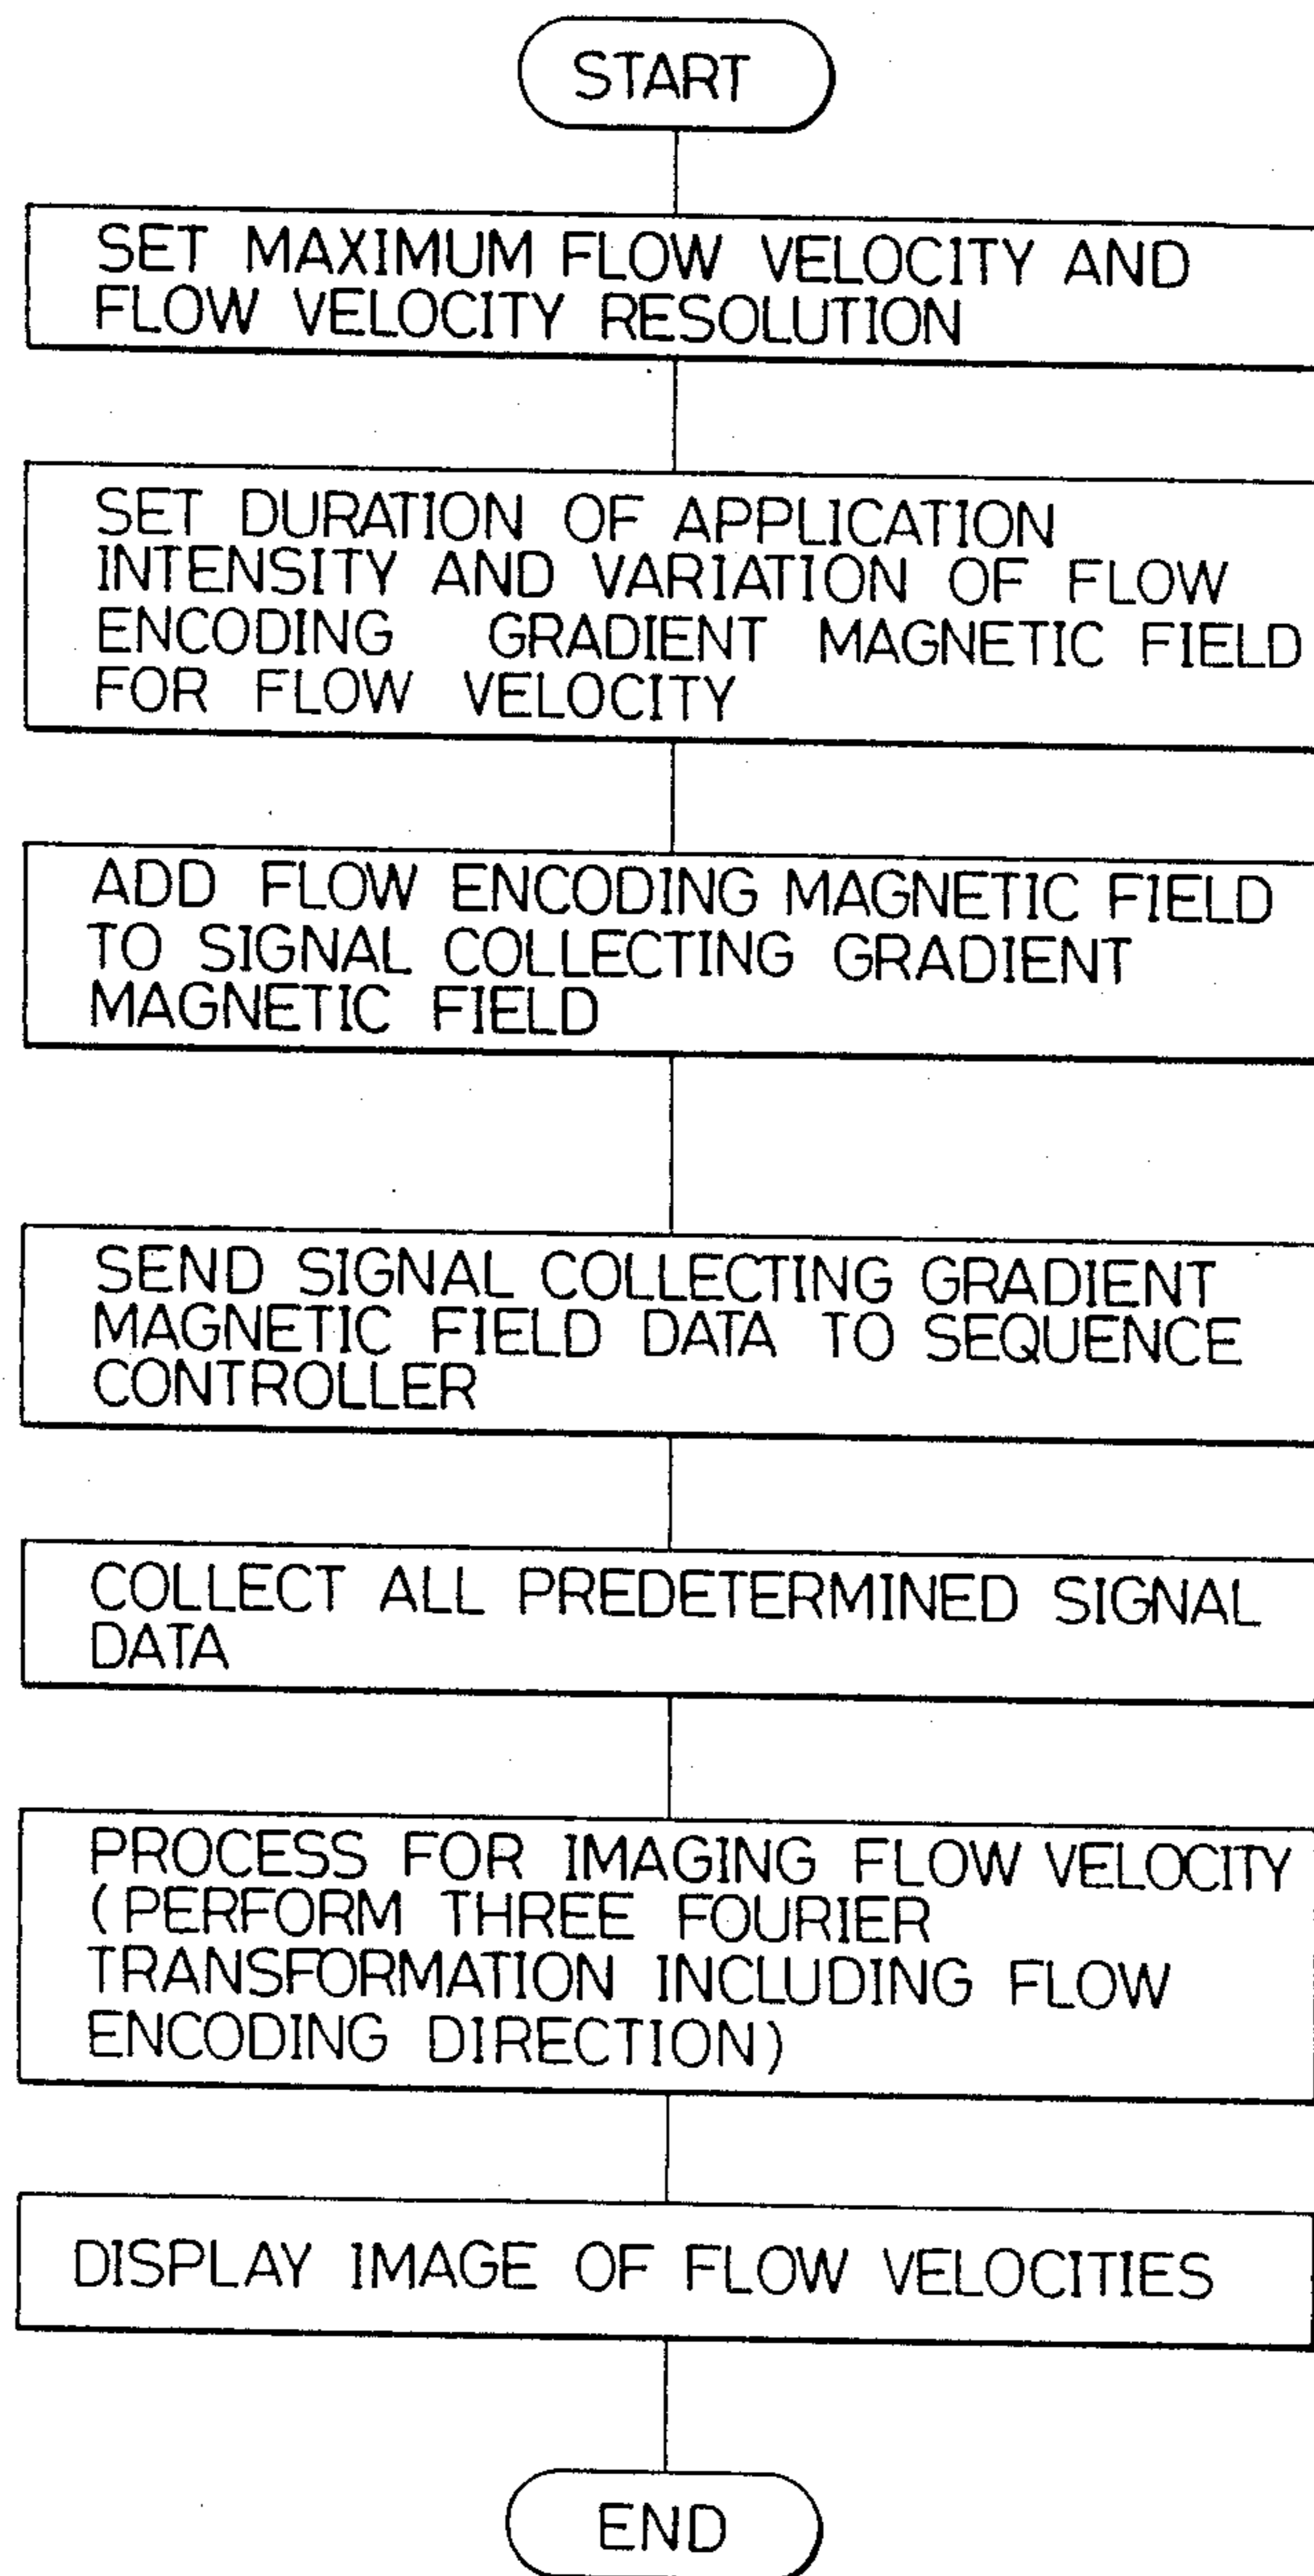 START
SET MAXIMUM FLOW VELOCITY AND
FLOW VELOCITY RESOLUTION
SET DURATION OF APPLICATION
INTENSITY AND VARIATION OF FLOW
ENCODING GRADIENT MAGNETIC FIELD
FOR FLOW VELOCITY
ADD FLOW ENCODING MAGNETIC FIELD
TO SIGNAL COLLECTING GRADIENT
MAGNETIC FIELD
SEND SIGNAL COLLECTING GRADIENT
MAGNETIC FIELD DATA TO SEQUENCE
CONTROLLER
COLLECT ALL PREDETERMINED SIGNAL
DATA
PROCESS FOR IMAGING FLOW VELOCITY
(PERFORM THREE FOURIER
TRANSFORMATION INCLUDING FLOW
ENCODING DIRECTION)
DISPLAY IMAGE OF FLOW VELOCITIES
END